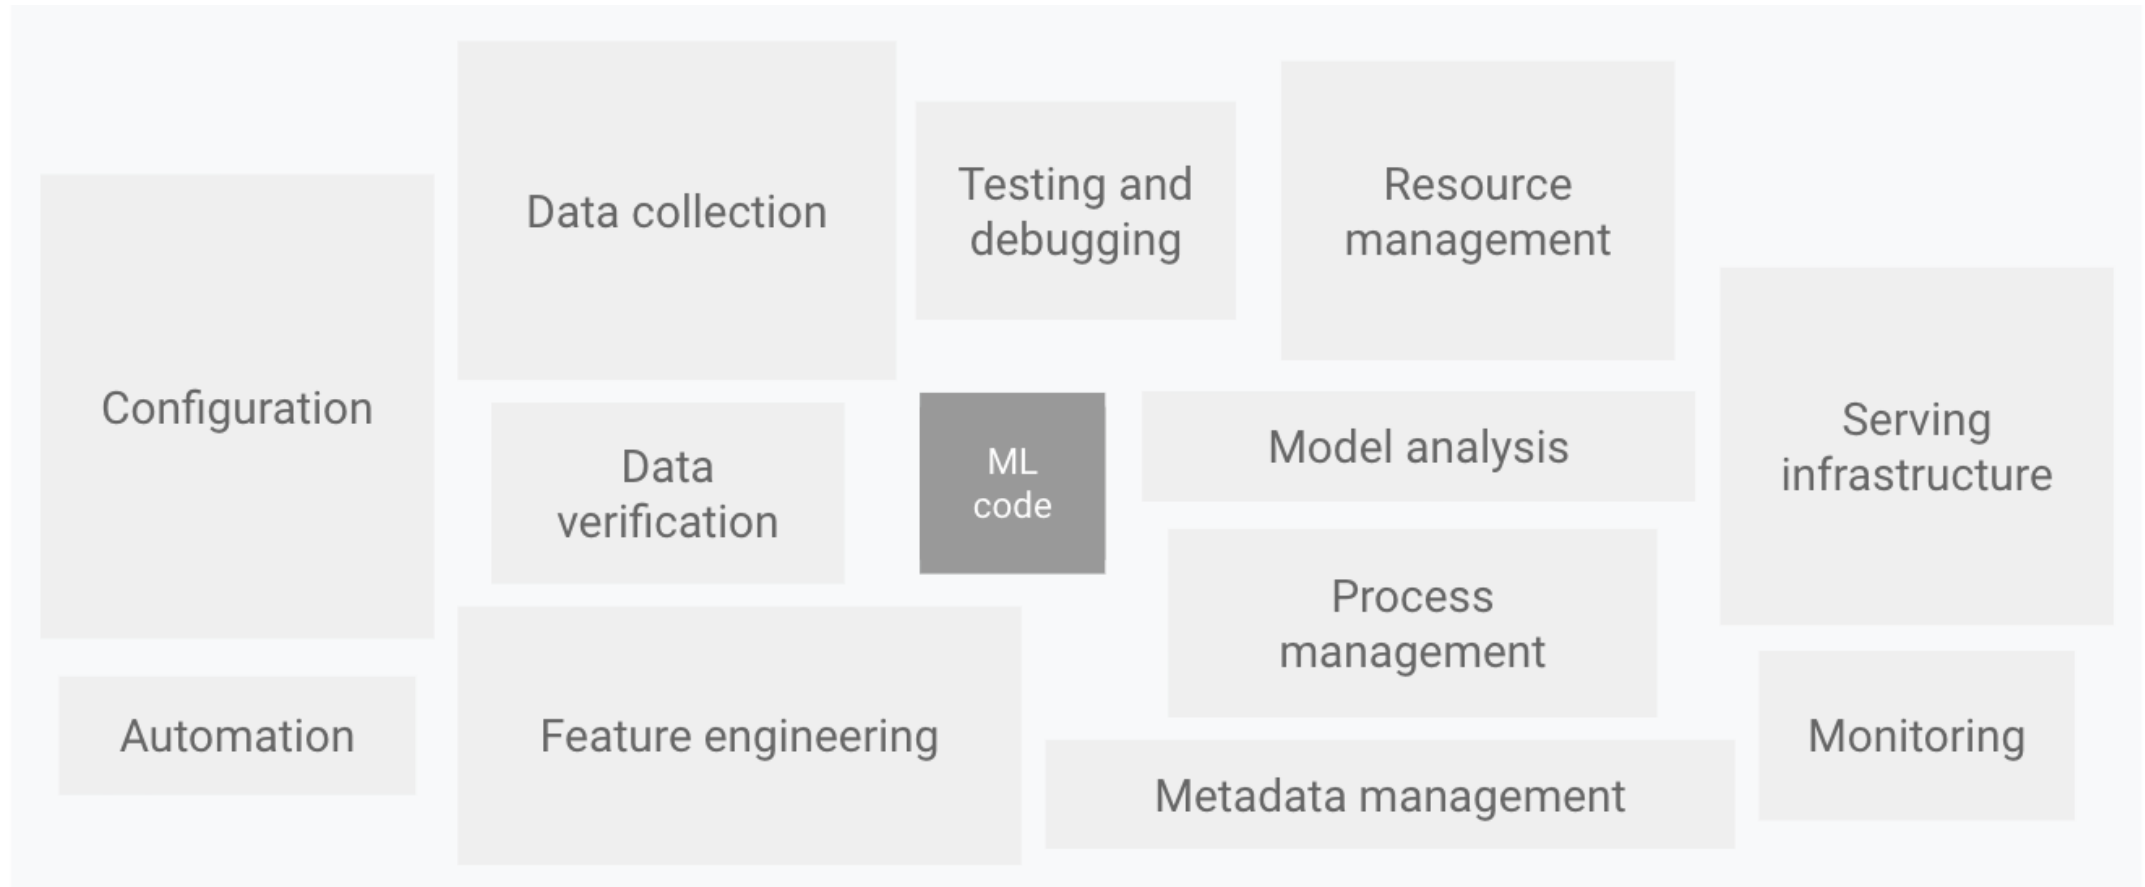 Data collection
Testing and
debugging
Resource
management
Configuration
Data
verification
ML
code
Model analysis
Serving
infrastructure
Process
management
Automation
Feature engineering
Metadata management
Monitoring